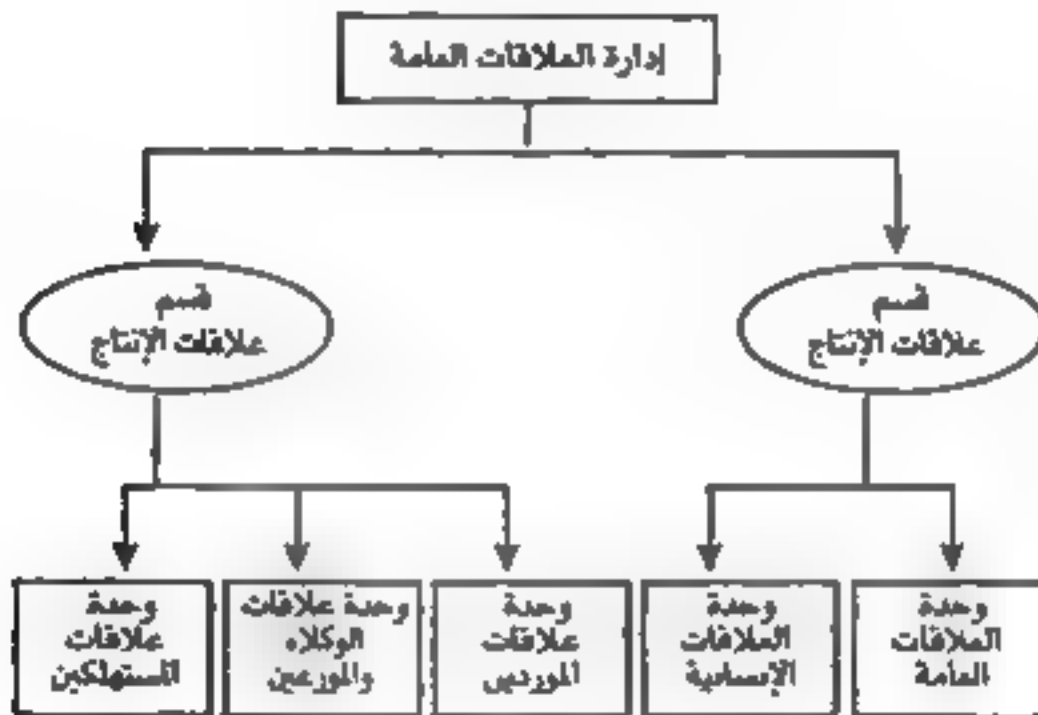 إدارة العلاقات العامة
قسم
علاقات الإنتاج
قسم
علاقات الإنتاج
وحدة
العلاقات
العامة
وحدة
العلاقات
الإنسانية
وحدة
علاقات
الموردين
وحدة علاقات
الوكلاء
والموزعين
وحدة
علاقات
المستهلكين